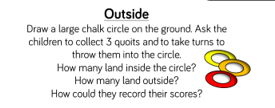 Outside
Draw a large chalk circle on the ground. Ask the
children to collect 3 quoits and to take turns to
throw them into the circle.
How many land inside the circle?
How many land outside?
How could they record their scores?